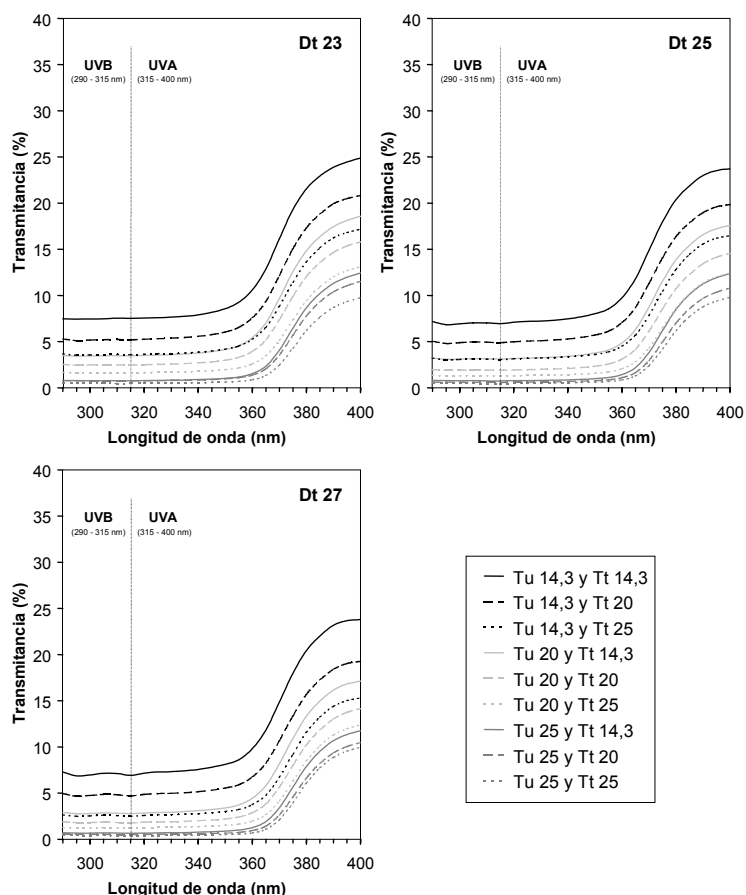 Dt 23
Transmitancia (%)
40
35
30
25
20
15
10
5
0
UVB
(290 - 315 nm)
UVA
(315 - 400 nm)
300 320 340 360 380 400
Longitud de onda (nm)
Dt 25
Transmitancia (%)
40
35
30
25
20
15
10
5
0
UVB
(290 - 315 nm)
UVA
(315 - 400 nm)
300 320 340 360 380 400
Longitud de onda (nm)
Dt 27
Transmitancia (%)
40
35
30
25
20
15
10
5
0
UVB
(290 - 315 nm)
UVA
(315 - 400 nm)
300 320 340 360 380 400
Longitud de onda (nm)
Tu 14,3 y Tt 14,3
Tu 14,3 y Tt 20
Tu 14,3 y Tt 25
Tu 20 y Tt 14,3
Tu 20 y Tt 20
Tu 20 y Tt 25
Tu 25 y Tt 14,3
Tu 25 y Tt 20
Tu 25 y Tt 25